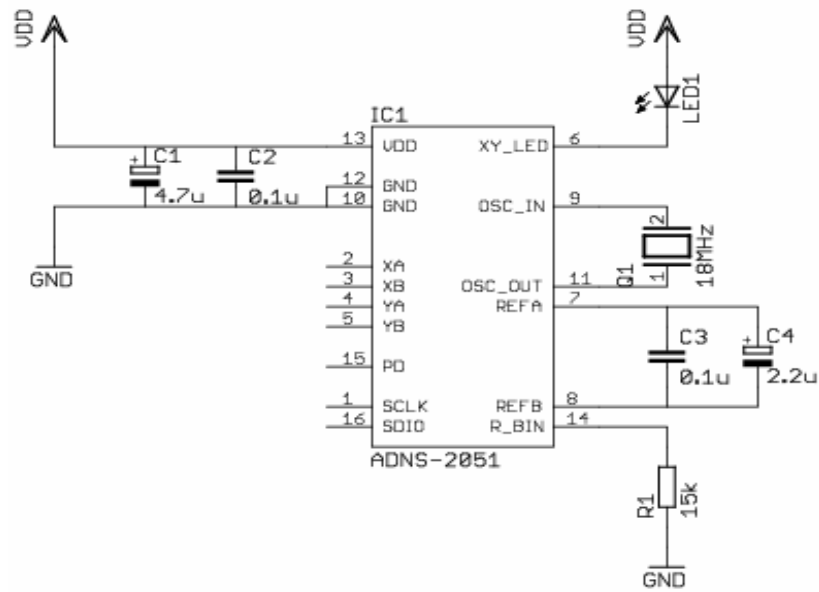 VDD
VDD
LED1
IC1
13 VDD
XY_LED 6
+ C1
4.7u
C2
0.1u
12 GND
10 GND
OSC_IN 9
GND
2
Q1
18MHz
1
2 XA
3 XB
4 YA
5 YB
OSC_OUT 11
REFA 7
15 PD
C3
0.1u
+ C4
2.2u
1 SCLK
16 SDIO
REFB 8
R_BIN 14
ADNS-2051
R1
15k
GND